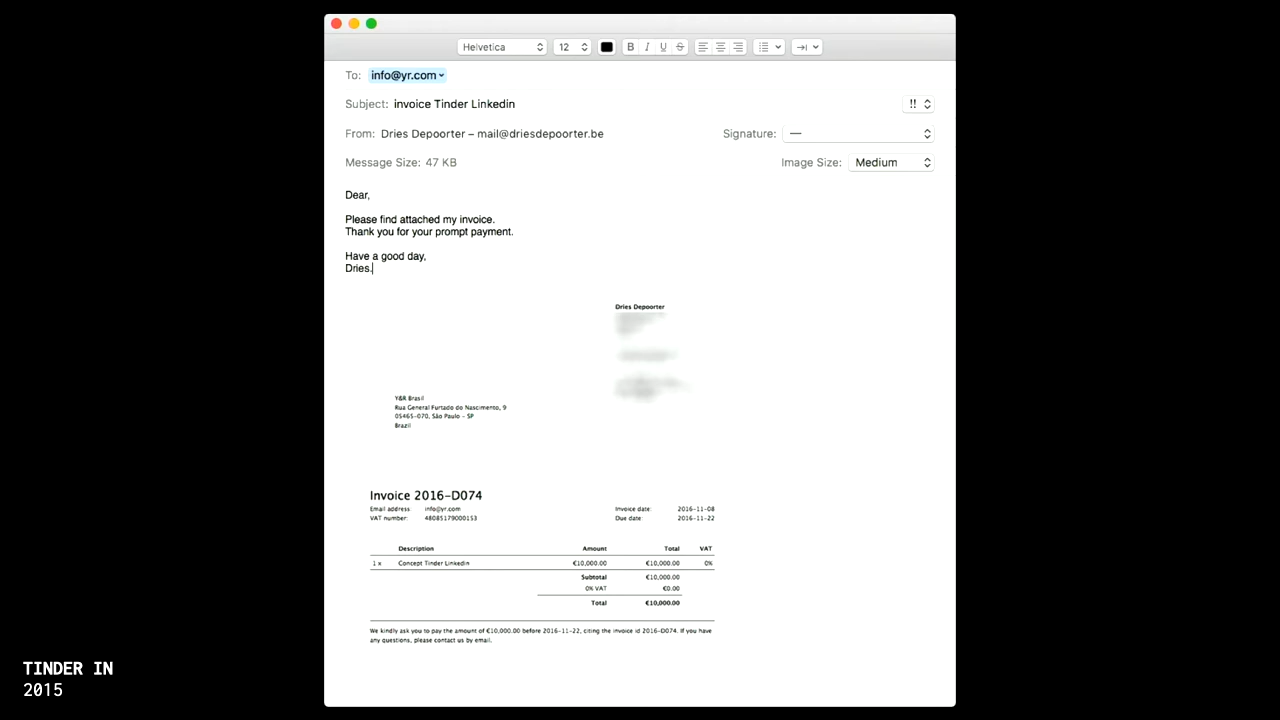 Helvetica
12
B I U S
To: info@yr.com
Subject: invoice Tinder Linkedin
!!
From: Dries Depoorter – mail@driesdepoorter.be
Signature: —
Message Size: 47 KB
Image Size: Medium
Dear,
Please find attached my invoice.
Thank you for your prompt payment.
Have a good day,
Dries.
Dries Depoorter
Y&R Brasil
Rua General Furtado do Nascimento, 9
05465-070, São Paulo - SP
Brazil
Invoice 2016-D074
Email address info@yr.com Invoice date: 2016-11-08
VAT number: 48085179000153 Due date: 2016-11-22
Description Amount Total VAT
1 x Concept Tinder Linkedin €10,000.00 €10,000.00 0%
Subtotal €10,000.00
0% VAT €0.00
Total €10,000.00
We kindly ask you to pay the amount of €10,000.00 before 2016-11-22, citing the invoice id 2016-D074. If you have
any questions, please contact us by email.
TINDER IN
2015